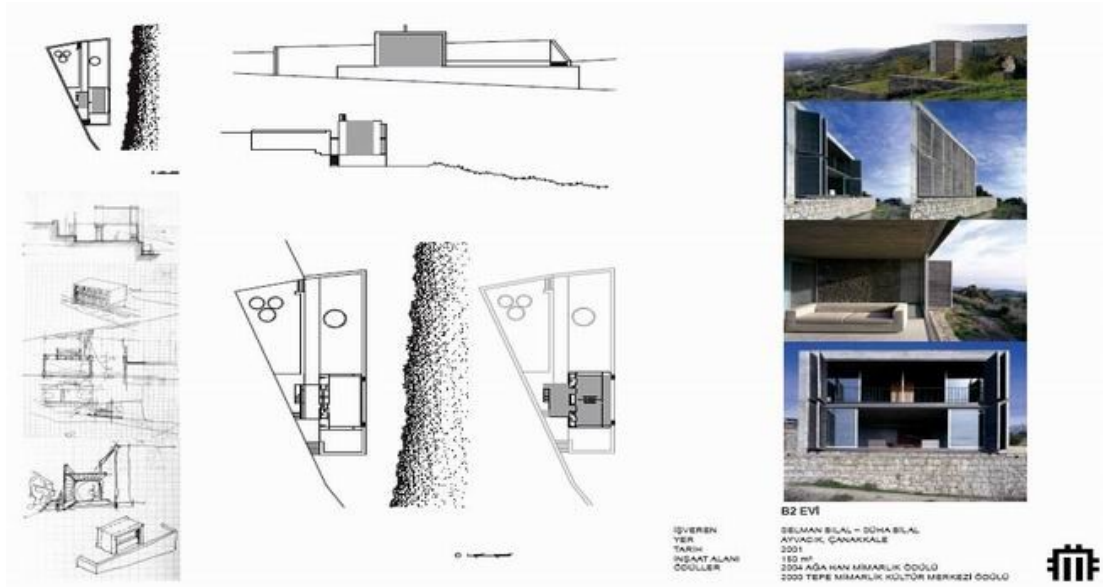 B2 EVİ
İŞVEREN SELMAN BİLAL – SÜHA BİLAL
YER AYVACIK, ÇANAKKALE
TARİH 2001
İNŞAAT ALANI 150 m²
ÖDÜLLER 2004 AĞA HAN MİMARLIK ÖDÜLÜ
2000 TEPE MİMARLIK KÜLTÜR MERKEZİ ÖDÜLÜ